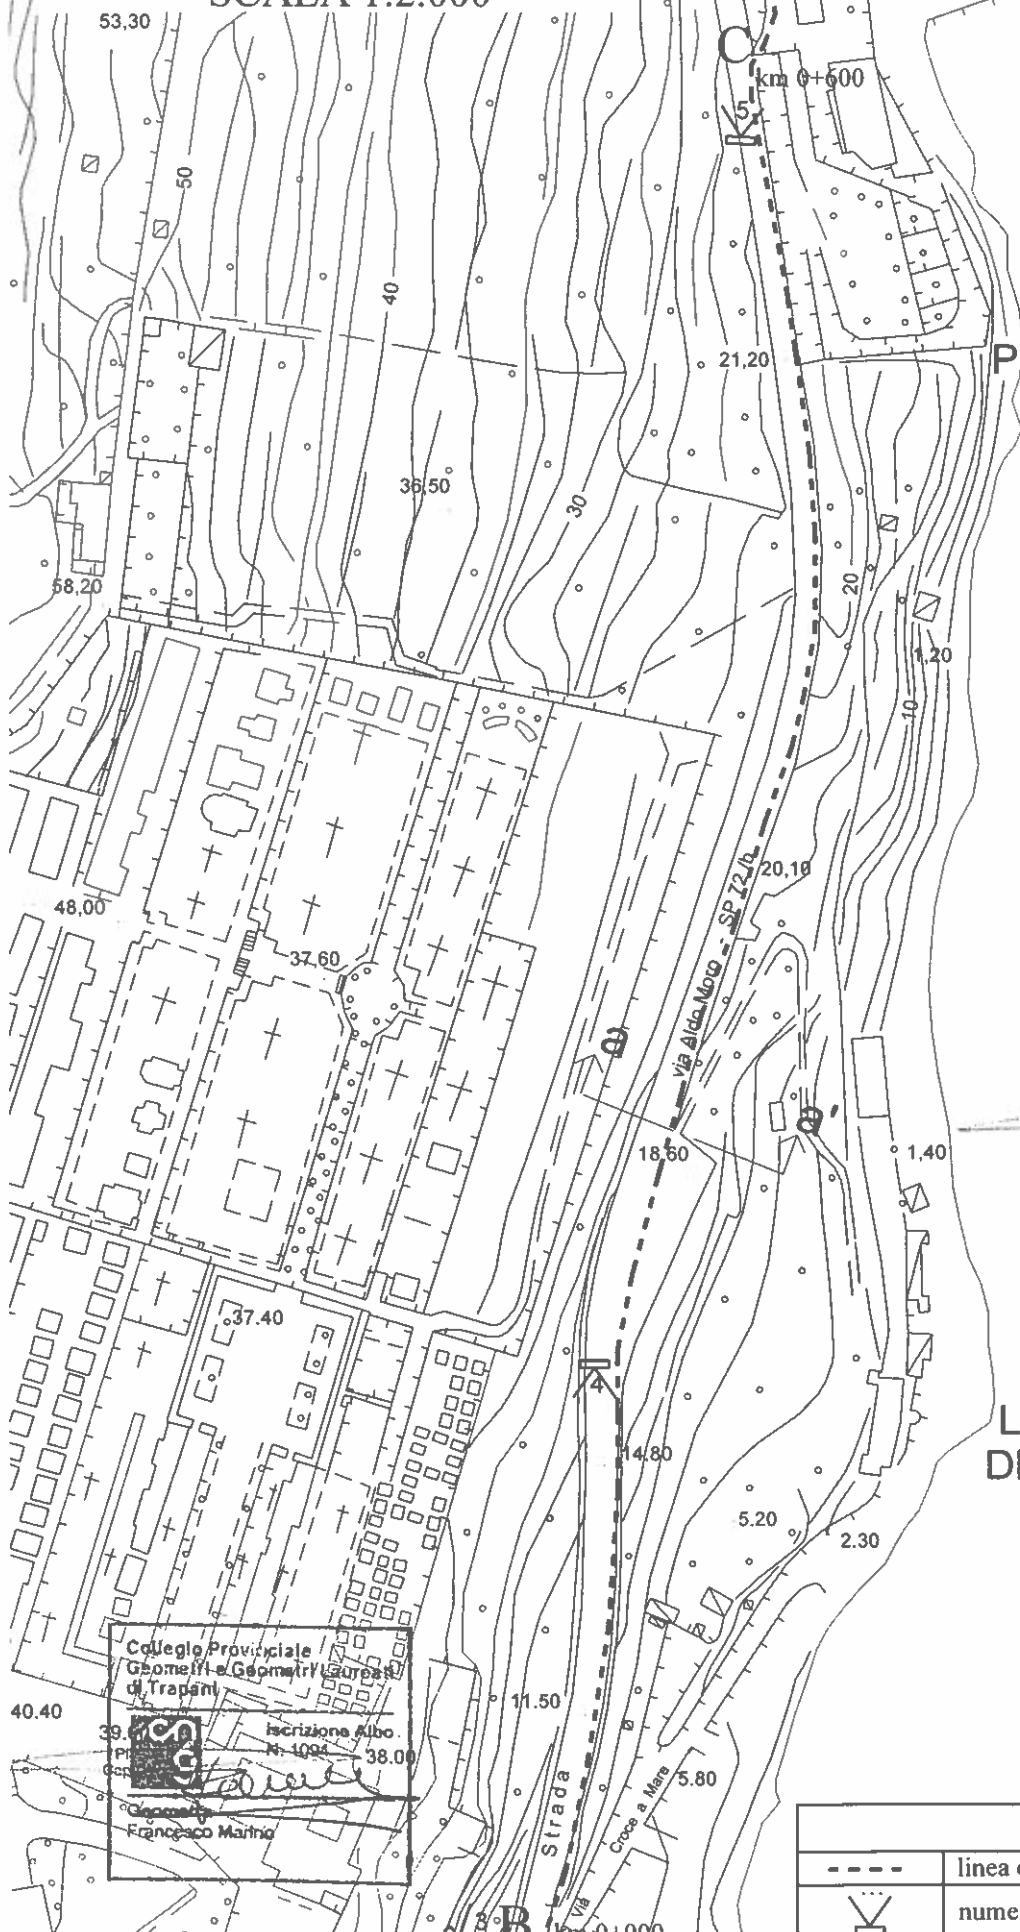 SCALA 1:2.000
53,30
C
km 0+600
5
50
40
21,20
P
36,50
30
58,20
20
1,20
10
20,10
48,00
37.60
via Aldo Moro - SP 72/b
B
B'
18.60
1,40
37.40
4
14.80
L
DI
5.20
2.30
Collegio Provinciale
Geometri e Geometri Laureati
di Trapani
Iscrizione Albo
N. 1094
Geometra
Francesco Marino
40.40
38.00
11.50
5.80
Strada
Via Croce a Mare
3
B
km 0+000
linea
nume